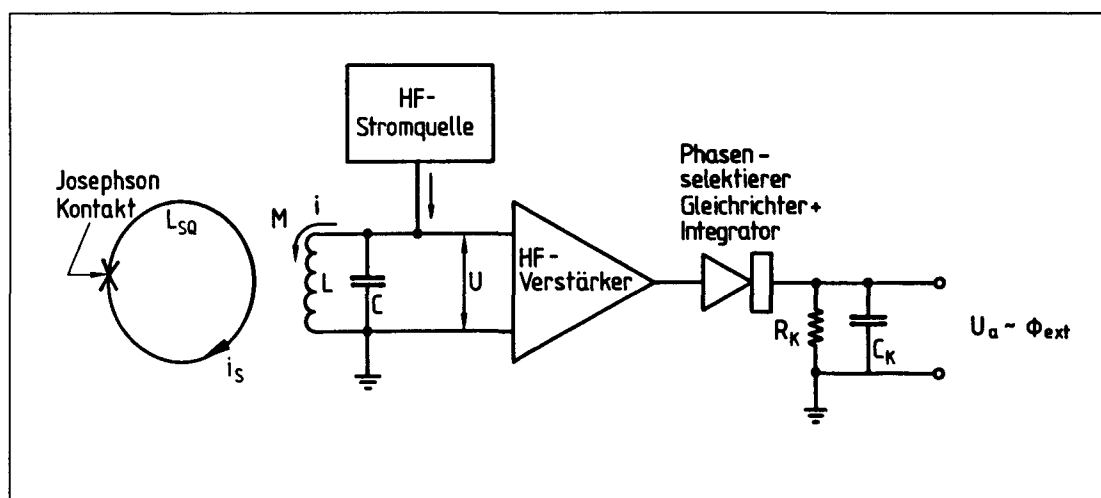 HF-
Stromquelle
Josephson
Kontakt
L_SQ
i_S
M
i
L
C
U
HF-
Verstärker
Phasen-
selektierer
Gleichrichter+
Integrator
R_K
C_K
U_a ~ Φ_ext